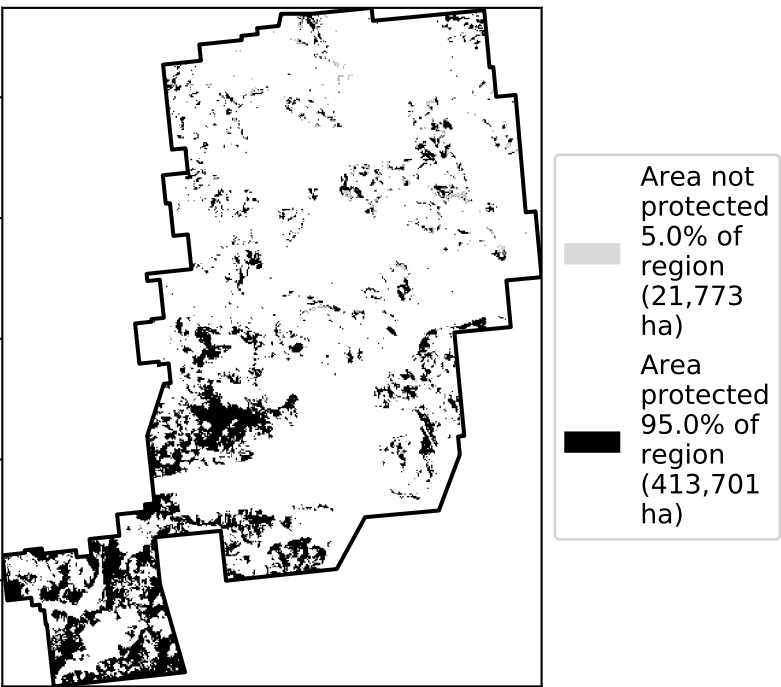 Area not
protected
5.0% of
region
(21,773
ha)
Area
protected
95.0% of
region
(413,701
ha)